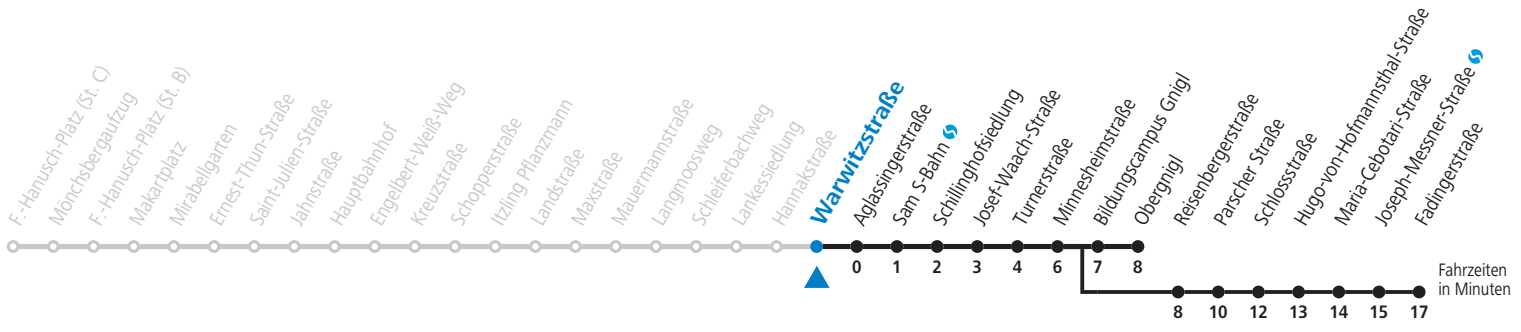 F.-Hanusch-Platz (St. C)
Mönchsbergaufzug
F.-Hanusch-Platz (St. B)
Makartplatz
Mirabellgarten
Ernest-Thun-Straße
Saint-Julien-Straße
Jahnstraße
Hauptbahnhof
Engelbert-Weiß-Weg
Kreuzstraße
Schopperstraße
Itzling Pflanzmann
Landstraße
Maxstraße
Mauermannstraße
Langmoosweg
Schleiferbachweg
Lankessiedlung
Hannakstraße
Warwitzstraße
Aglassingerstraße
Sam S-Bahn
Schillinghofsiedlung
Josef-Waach-Straße
Turnerstraße
Minnesheimstraße
Bildungscampus Gnigl
Obergnigl
Reisenbergerstraße
Parscher Straße
Schlossstraße
Hugo-von-Hofmannsthal-Straße
Maria-Cebotari-Straße
Joseph-Messner-Straße
Fadingerstraße
0 1 2 3 4 6 7 8
Fahrzeiten
in Minuten
8 10 12 13 14 15 17